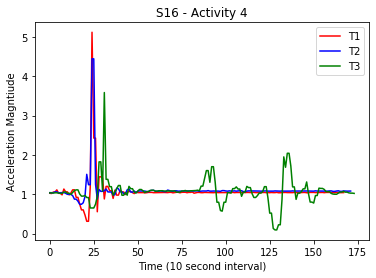 S16 - Activity 4
T1
T2
T3
Acceleration Magntiude
5
4
3
2
1
0
0 25 50 75 100 125 150 175
Time (10 second interval)